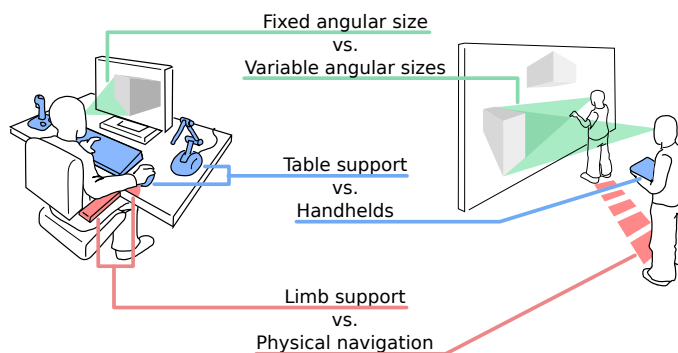 Fixed angular size
vs.
Variable angular sizes
Table support
vs.
Handhelds
Limb support
vs.
Physical navigation